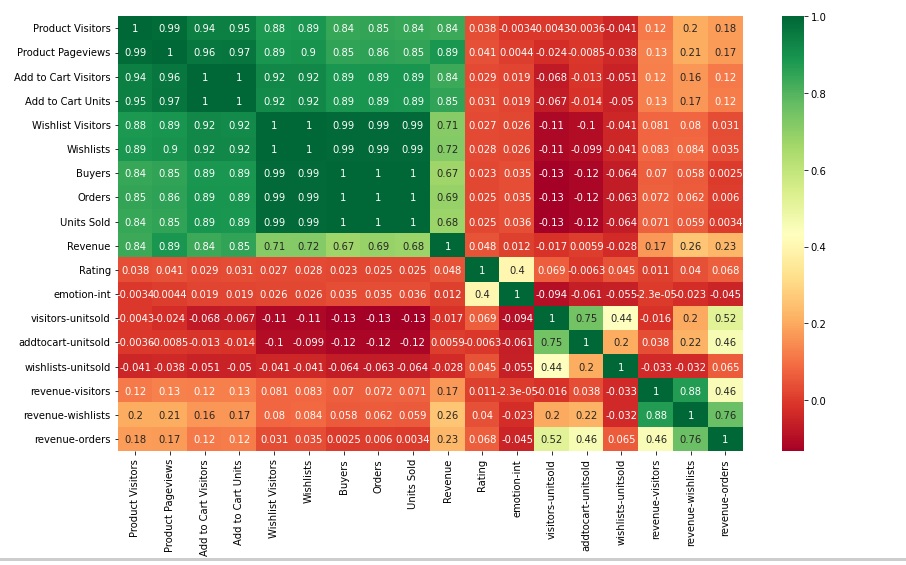 Product Visitors 1 0.99 0.94 0.95 0.88 0.89 0.84 0.85 0.84 0.84 0.038 -0.0034 0.0043 0.0036 -0.041 0.12 0.2 0.18 1.0
Product Pageviews 0.99 1 0.96 0.97 0.89 0.9 0.85 0.86 0.85 0.89 0.041 0.0044 -0.024 -0.0085 -0.038 0.13 0.21 0.17
Add to Cart Visitors 0.94 0.96 1 1 0.92 0.92 0.89 0.89 0.89 0.84 0.029 0.019 -0.068 -0.013 -0.051 0.12 0.16 0.12
Add to Cart Units 0.95 0.97 1 1 0.92 0.92 0.89 0.89 0.89 0.85 0.031 0.019 -0.067 -0.014 -0.05 0.13 0.17 0.12 0.8
Wishlist Visitors 0.88 0.89 0.92 0.92 1 1 0.99 0.99 0.99 0.71 0.027 0.026 -0.11 -0.1 -0.041 0.081 0.08 0.031
Wishlists 0.89 0.9 0.92 0.92 1 1 0.99 0.99 0.99 0.72 0.028 0.026 -0.11 -0.099 -0.041 0.083 0.084 0.035
Buyers 0.84 0.85 0.89 0.89 0.99 0.99 1 1 1 0.67 0.023 0.035 -0.13 -0.12 -0.064 0.07 0.058 0.0025 0.6
Orders 0.85 0.86 0.89 0.89 0.99 0.99 1 1 1 0.69 0.025 0.035 -0.13 -0.12 -0.063 0.072 0.062 0.006
Units Sold 0.84 0.85 0.89 0.89 0.99 0.99 1 1 1 0.68 0.025 0.036 -0.13 -0.12 -0.064 0.071 0.059 0.0034
Revenue 0.84 0.89 0.84 0.85 0.71 0.72 0.67 0.69 0.68 1 0.048 0.012 -0.017 0.0059 -0.028 0.17 0.26 0.23 0.4
Rating 0.038 0.041 0.029 0.031 0.027 0.028 0.023 0.025 0.025 0.048 1 0.4 0.069 -0.0063 0.045 0.011 0.04 0.068
emotion-int -0.0034 0.0044 0.019 0.019 0.026 0.026 0.035 0.035 0.036 0.012 0.4 1 -0.094 -0.061 -0.055 -2.3e-05 -0.023 -0.045
visitors-unitsold -0.0043 -0.024 -0.068 -0.067 -0.11 -0.11 -0.13 -0.13 -0.13 -0.017 0.069 -0.094 1 0.75 0.44 -0.016 0.2 0.52 0.2
addtocart-unitsold -0.0036 0.0085 -0.013 -0.014 -0.1 -0.099 -0.12 -0.12 -0.12 0.0059 -0.0063 -0.061 0.75 1 0.2 0.038 0.22 0.46
wishlists-unitsold -0.041 -0.038 -0.051 -0.05 -0.041 -0.041 -0.064 -0.063 -0.064 -0.028 0.045 -0.055 0.44 0.2 1 -0.033 -0.032 0.065
revenue-visitors 0.12 0.13 0.12 0.13 0.081 0.083 0.07 0.072 0.071 0.17 0.011 -2.3e-05 -0.016 0.038 -0.033 1 0.88 0.46 0.0
revenue-wishlists 0.2 0.21 0.16 0.17 0.08 0.084 0.058 0.062 0.059 0.26 0.04 -0.023 0.2 0.22 -0.032 0.88 1 0.76
revenue-orders 0.18 0.17 0.12 0.12 0.031 0.035 0.0025 0.006 0.0034 0.23 0.068 -0.045 0.52 0.46 0.065 0.46 0.76 1
Product Visitors
Product Pageviews
Add to Cart Visitors
Add to Cart Units
Wishlist Visitors
Wishlists
Buyers
Orders
Units Sold
Revenue
Rating
emotion-int
visitors-unitsold
addtocart-unitsold
wishlists-unitsold
revenue-visitors
revenue-wishlists
revenue-orders